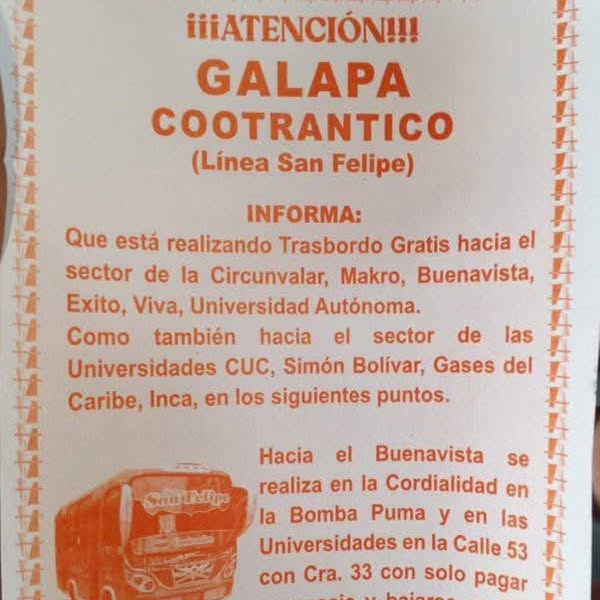 ¡¡¡ATENCIÓN!!!
GALAPA
COOTRANTICO
(Línea San Felipe)
INFORMA:
Que está realizando Trasbordo Gratis hacia el
sector de la Circunvalar, Makro, Buenavista,
Exito, Viva, Universidad Autónoma.
Como también hacia el sector de las
Universidades CUC, Simón Bolívar, Gases del
Caribe, Inca, en los siguientes puntos.
Hacia el Buenavista se
realiza en la Cordialidad en
la Bomba Puma y en las
Universidades en la Calle 53
con Cra. 33 con solo pagar
y bajarse
San Felipe